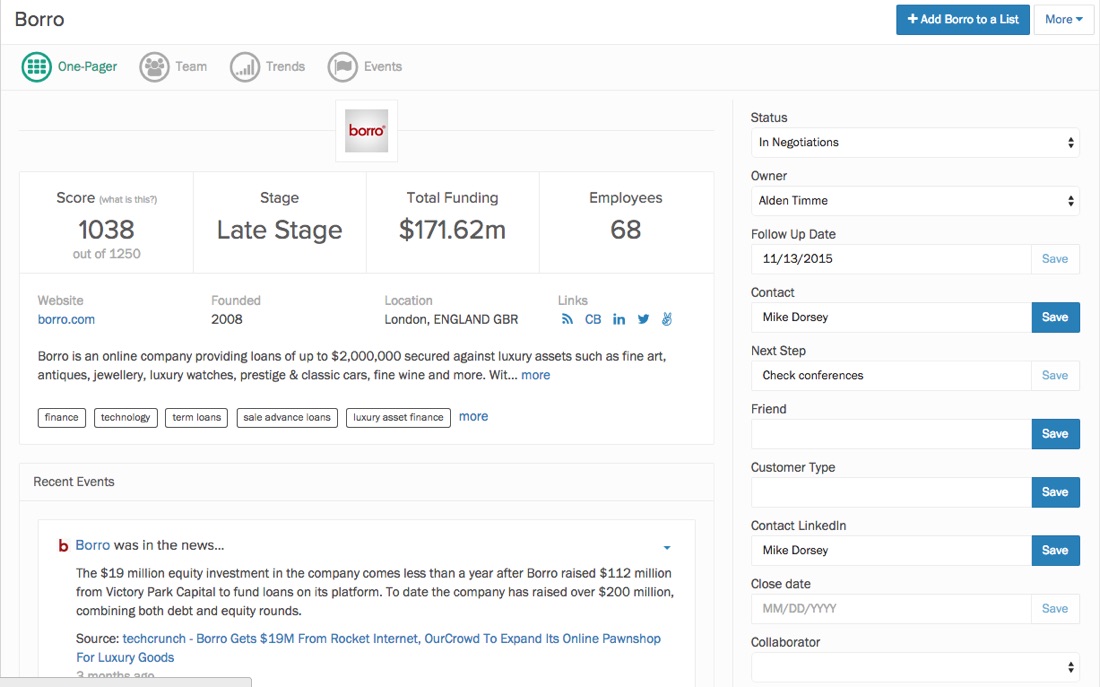 Borro
+ Add Borro to a List
More
One-Pager
Team
Trends
Events
borro
Score (what is this?)
1038
out of 1250
Stage
Late Stage
Total Funding
$171.62m
Employees
68
Website
borro.com
Founded
2008
Location
London, ENGLAND GBR
Links
CB in
Borro is an online company providing loans of up to $2,000,000 secured against luxury assets such as fine art,
antiques, jewellery, luxury watches, prestige & classic cars, fine wine and more. Wit... more
finance technology term loans sale advance loans luxury asset finance more
Recent Events
b Borro was in the news...
The $19 million equity investment in the company comes less than a year after Borro raised $112 million
from Victory Park Capital to fund loans on its platform. To date the company has raised over $200 million,
combining both debt and equity rounds.
Source: techcrunch - Borro Gets $19M From Rocket Internet, OurCrowd To Expand Its Online Pawnshop
For Luxury Goods
3 months ago
Status
In Negotiations
Owner
Alden Timme
Follow Up Date
11/13/2015 Save
Contact
Mike Dorsey Save
Next Step
Check conferences Save
Friend
Save
Customer Type
Save
Contact LinkedIn
Mike Dorsey Save
Close date
MM/DD/YYYY Save
Collaborator